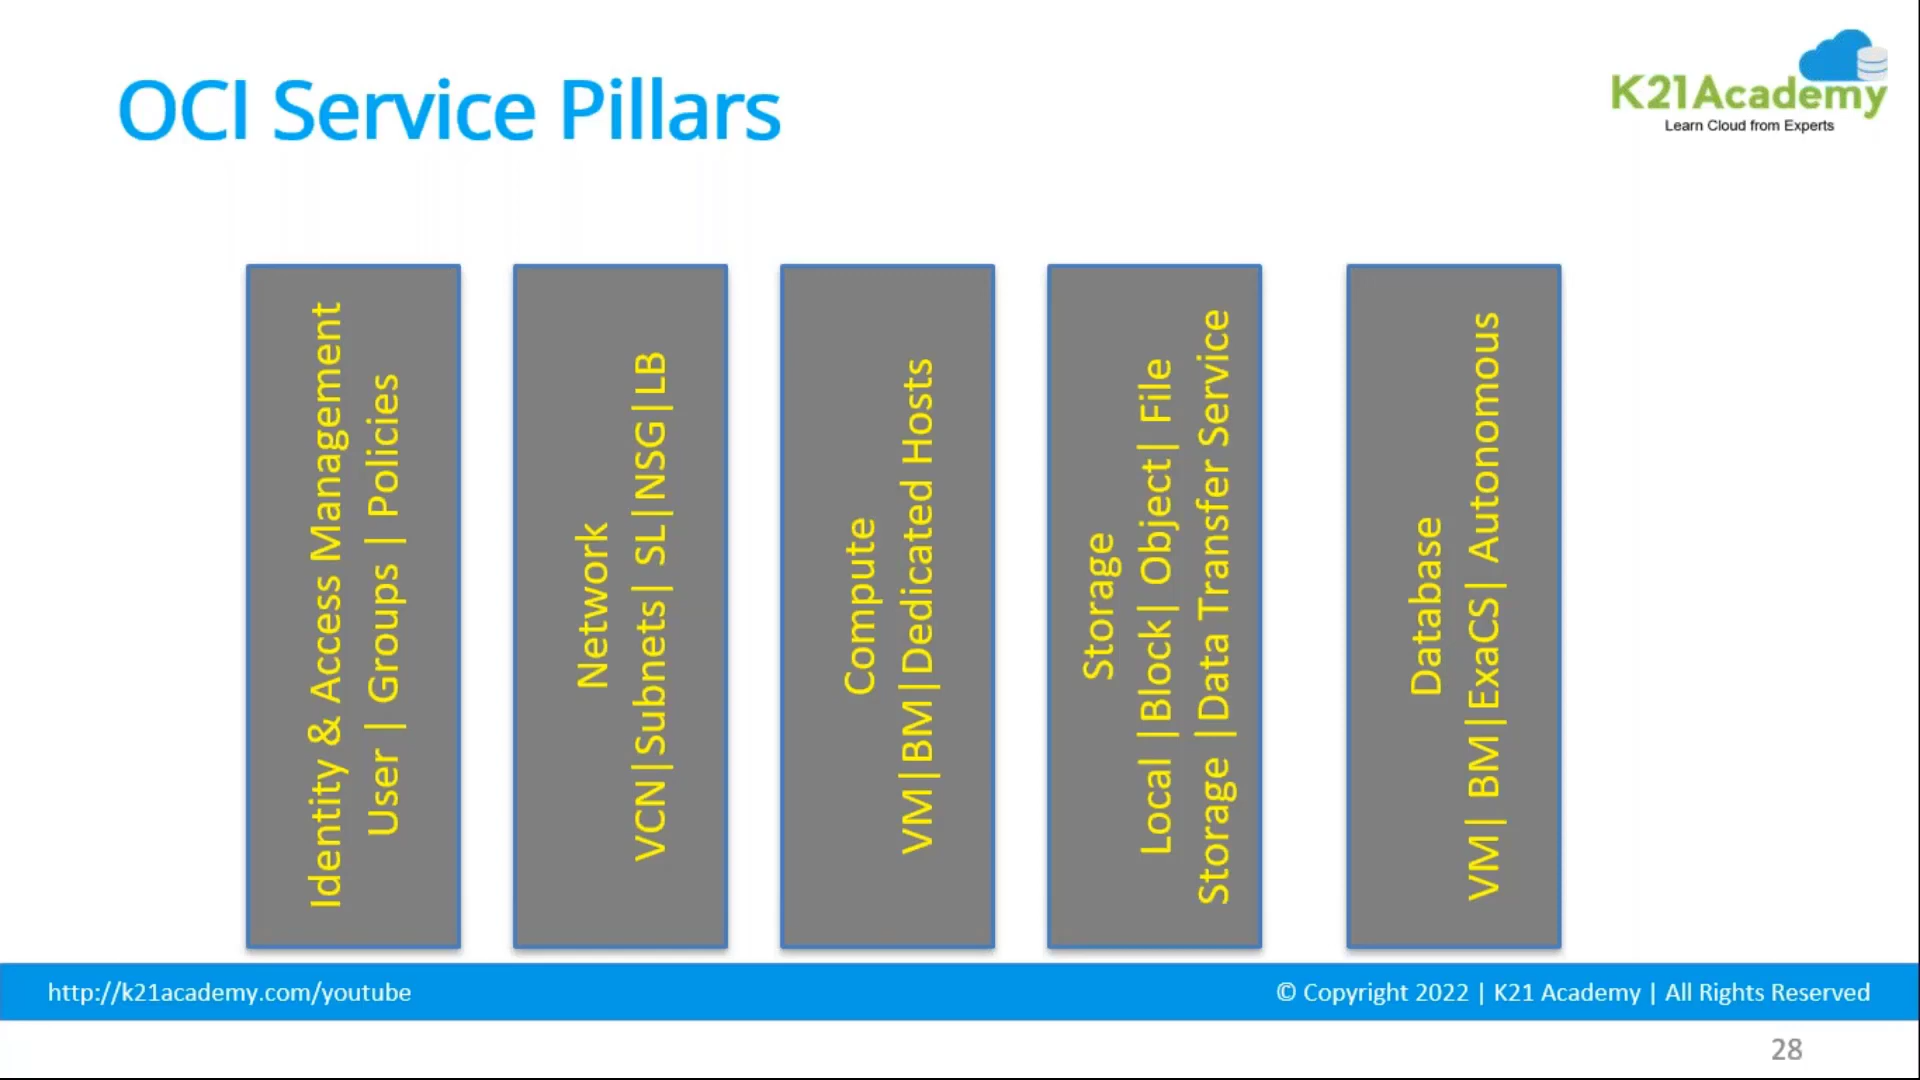 OCI Service Pillars
K21Academy
Learn Cloud from Experts
Identity & Access Management
User | Groups | Policies
Network
VCN|Subnets| SL|NSG|LB
Compute
VM|BM|Dedicated Hosts
Storage
Local |Block| Object| File
Storage |Data Transfer Service
Database
VM| BM|ExaCS| Autonomous
http://k21academy.com/youtube
© Copyright 2022 | K21 Academy | All Rights Reserved
28